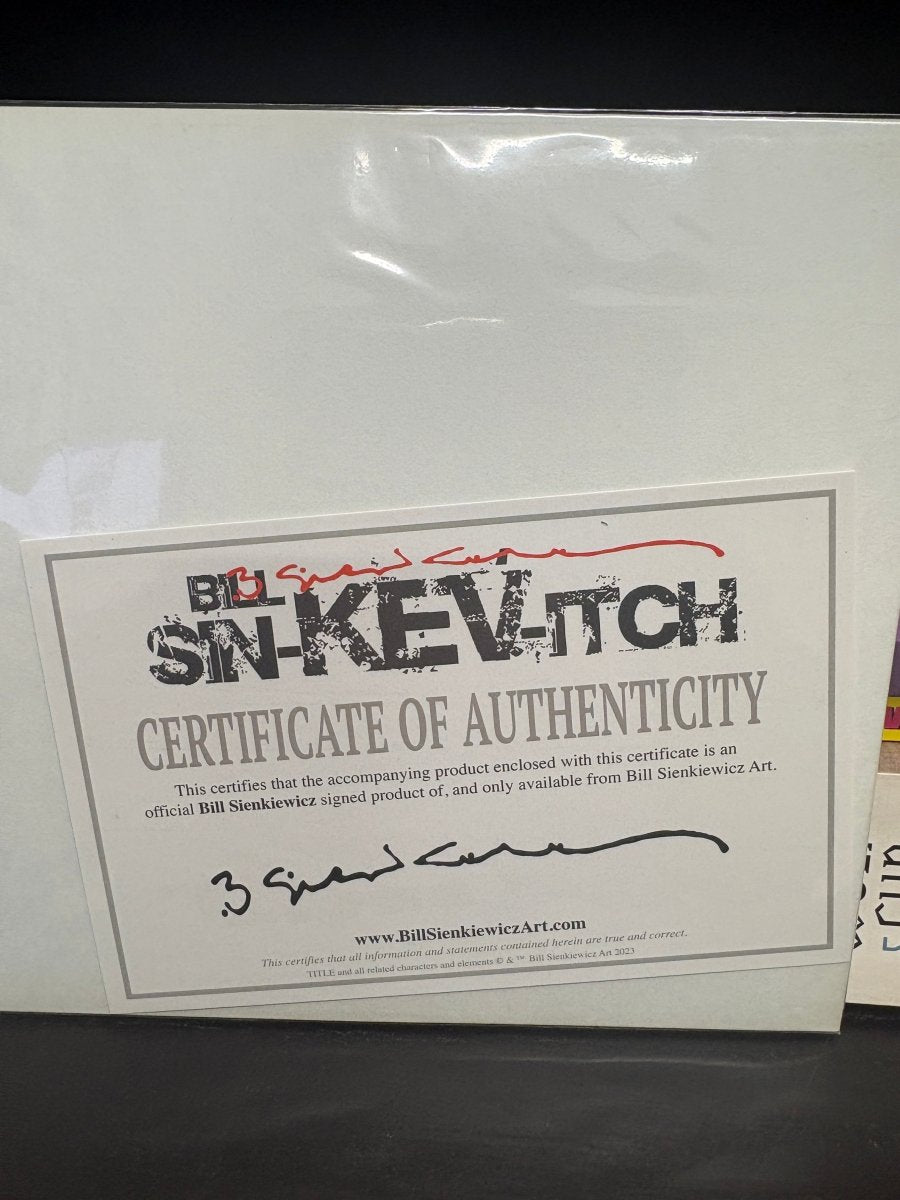 BILL
SIN-KEV-ITCH
CERTIFICATE OF AUTHENTICITY
This certifies that the accompanying product enclosed with this certificate is an
official Bill Sienkiewicz signed product of, and only available from Bill Sienkiewicz Art.
www.BillSienkiewiczArt.com
This certifies that all information and statements contained herein are true and correct.
TITLE and all related characters and elements © & ™ Bill Sienkiewicz Art 2023